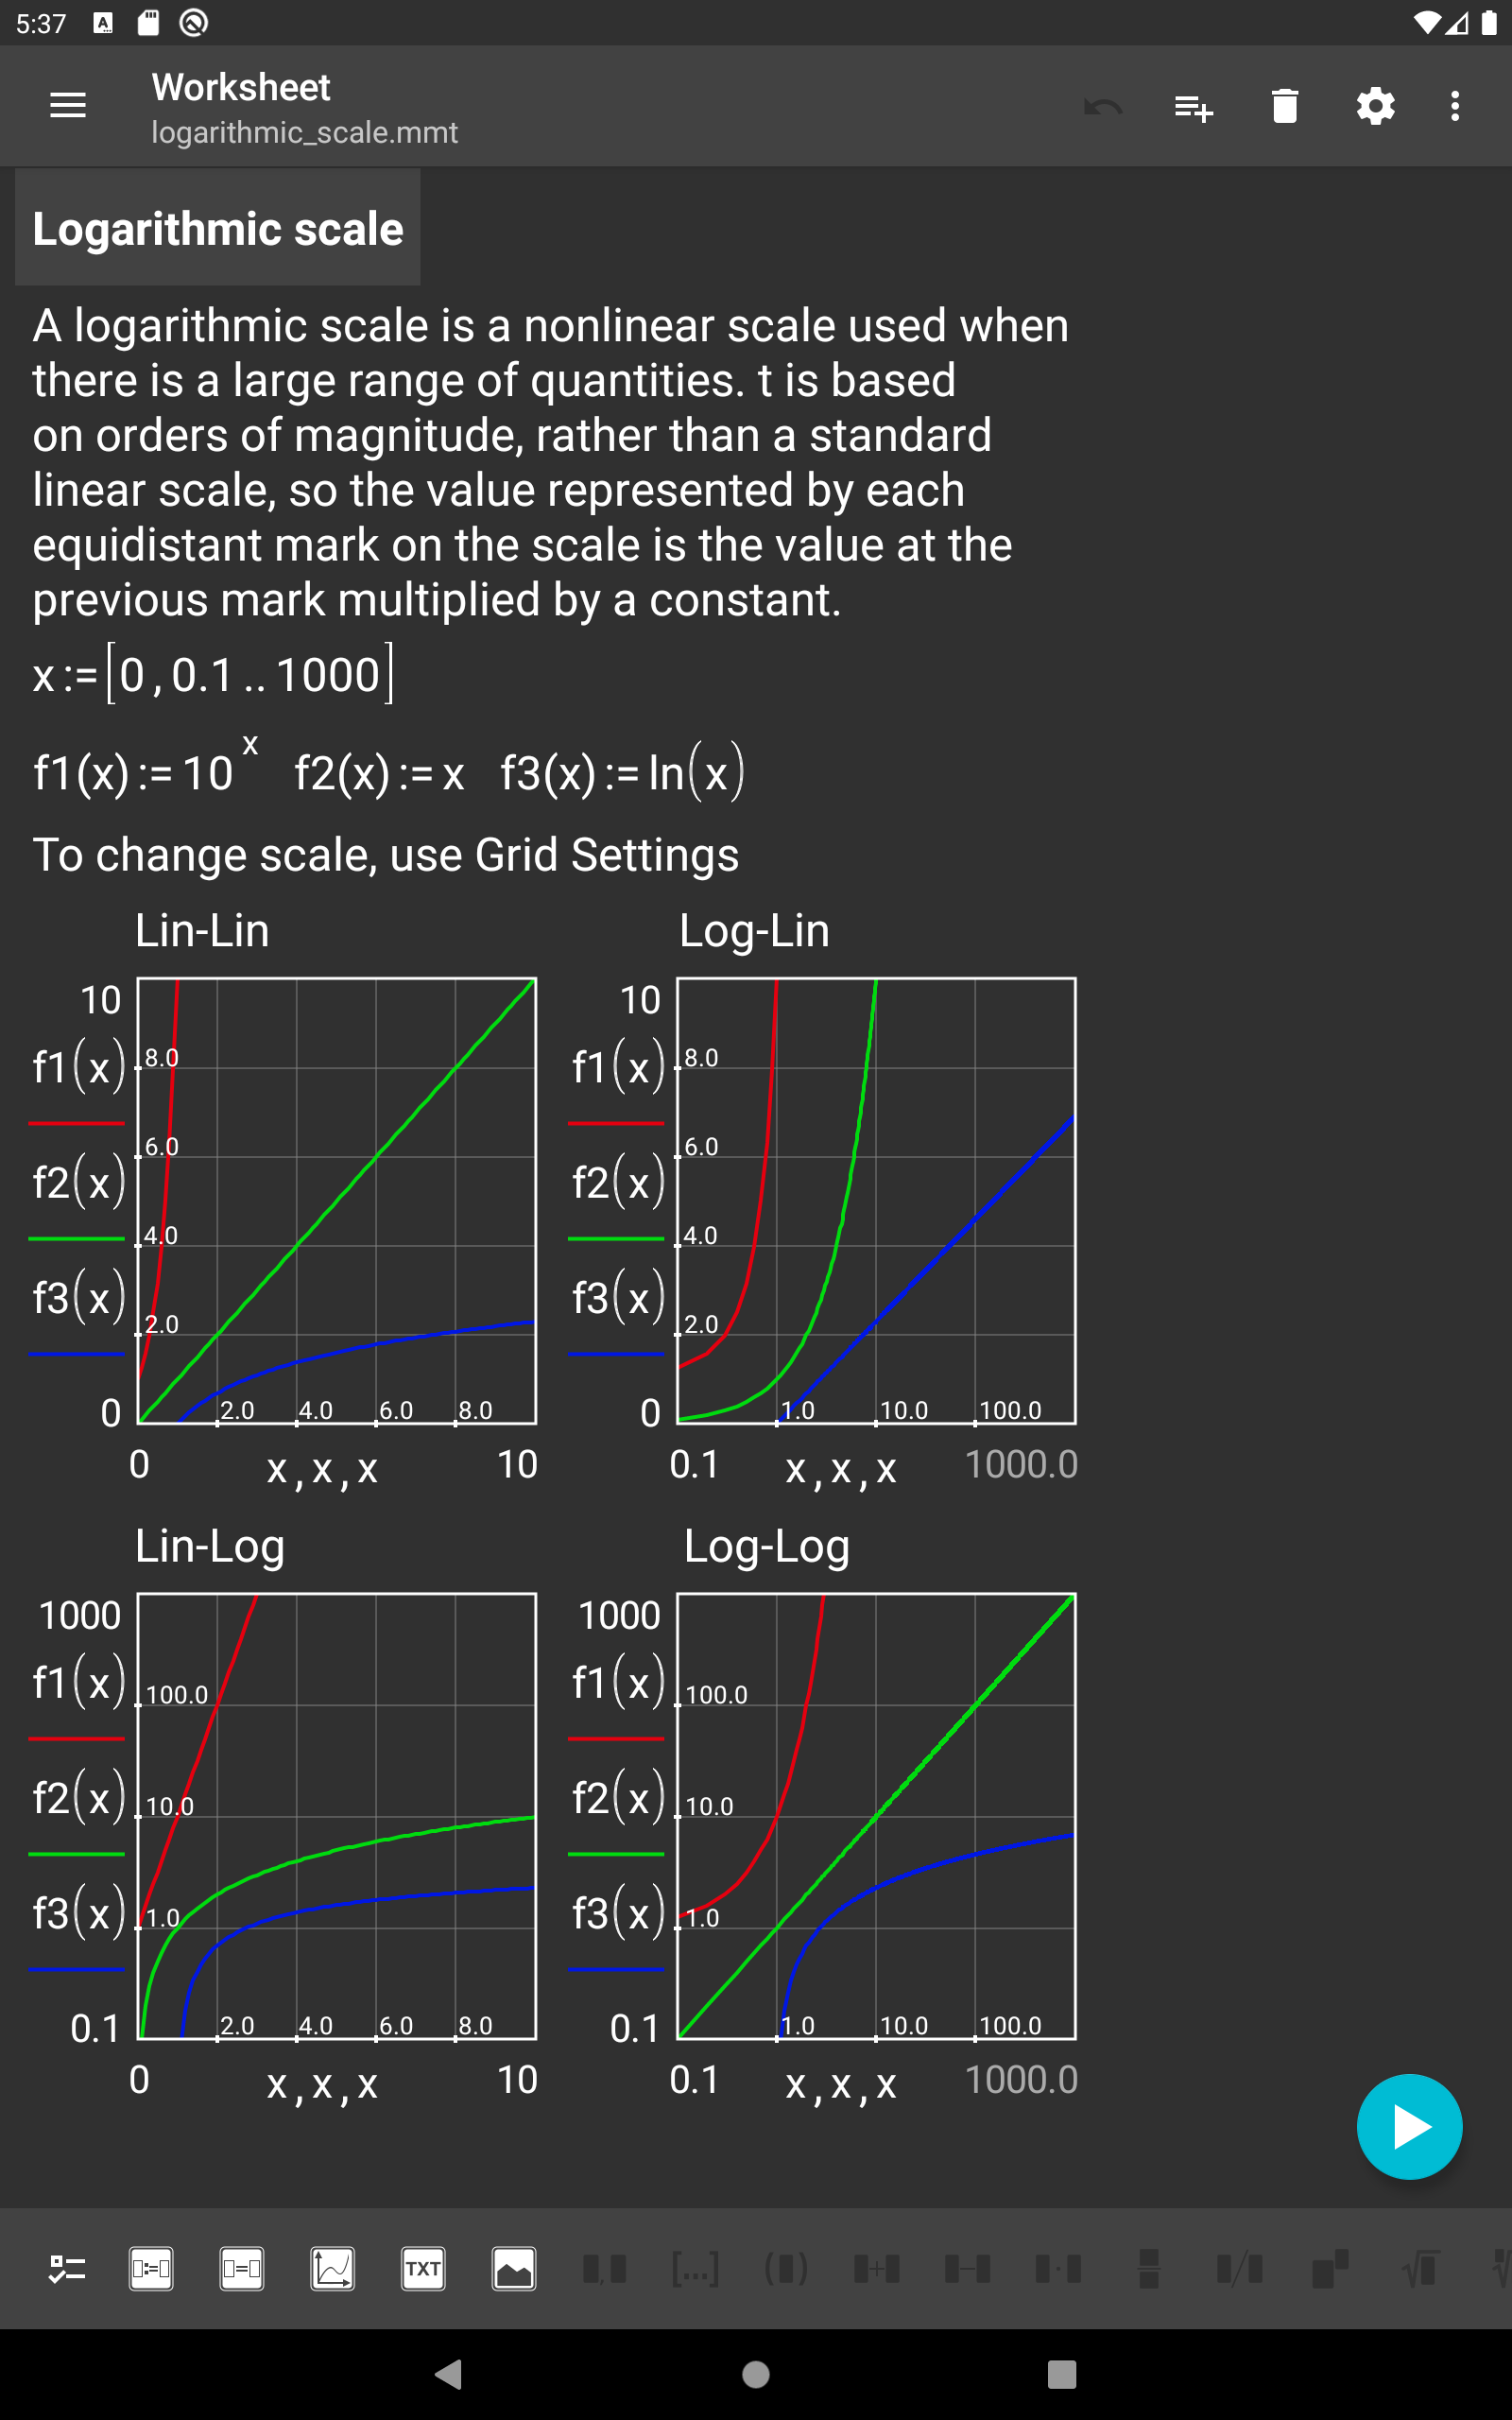 5:37
Worksheet
logarithmic_scale.mmt
Logarithmic scale
A logarithmic scale is a nonlinear scale used when
there is a large range of quantities. t is based
on orders of magnitude, rather than a standard
linear scale, so the value represented by each
equidistant mark on the scale is the value at the
previous mark multiplied by a constant.
x := [0 , 0.1 .. 1000]
f1(x) := 10^x f2(x) := x f3(x) := ln(x)
To change scale, use Grid Settings
Lin-Lin
10
f1(x)
f2(x)
f3(x)
0
8.0
6.0
4.0
2.0
2.0 4.0 6.0 8.0
0 x , x , x 10
Log-Lin
10
f1(x)
f2(x)
f3(x)
0
8.0
6.0
4.0
2.0
1.0 10.0 100.0
0.1 x , x , x 1000.0
Lin-Log
1000
f1(x)
f2(x)
f3(x)
0.1
100.0
10.0
1.0
2.0 4.0 6.0 8.0
0 x , x , x 10
Log-Log
1000
f1(x)
f2(x)
f3(x)
0.1
100.0
10.0
1.0
1.0 10.0 100.0
0.1 x , x , x 1000.0
TXT